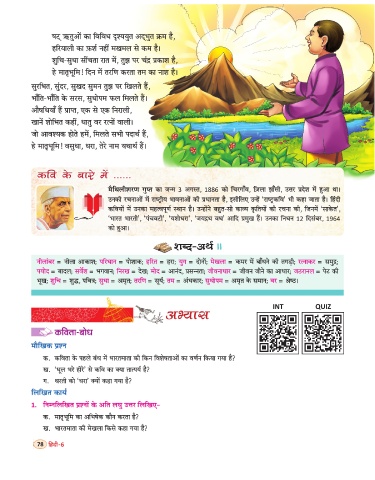 षट् ऋतुओं का विविध दृश्ययुत अद्भुत क्रम है,
हरियाली का फ़र्श नहीं मखमल से कम है।
शुचि-सुधा सींचता रात में, तुझ पर चंद्र प्रकाश है,
हे मातृभूमि! दिन में तरणि करता तम का नाश है।
सुरभित, सुंदर, सुखद सुमन तुझ पर खिलते हैं,
भाँति-भाँति के सरस, सुधोपम फल मिलते हैं।
औषधियाँ हैं प्राप्त, एक से एक निराली,
खानें शोभित कहीं, धातु वर रत्नों वाली।
जो आवश्यक होते हमें, मिलते सभी पदार्थ हैं,
हे मातृभूमि! वसुधा, धरा, तेरे नाम यथार्थ हैं।
कवि के बारे में ......
मैथिलीशरण गुप्त का जन्म 3 अगस्त, 1886 को चिरगाँव, ज़िला झाँसी, उत्तर प्रदेश में हुआ था।
उनकी रचनाओं में राष्ट्रीय भावनाओं की प्रधानता है, इसीलिए उन्हें 'राष्ट्रकवि' भी कहा जाता है। हिंदी
कवियों में उनका महत्वपूर्ण स्थान है। उन्होंने बहुत-सी काव्य कृतियों की रचना की, जिनमें 'साकेत',
'भारत भारती', 'पंचवटी', 'यशोधरा', 'जयद्रथ वध' आदि प्रमुख हैं। उनका निधन 12 दिसंबर, 1964
को हुआ।
शब्द-अर्थ
नीलांबर = नीला आकाश; परिधान = पोशाक; हरित = हरा; युग = दोनों; मेखला = कमर में बाँधने की लगड़ी; रत्नाकर = समुद्र;
पयोद = बादल; सर्वेश = भगवान; निरख = देख; मोद = आनंद, प्रसन्नता; जीवनाधार = जीवन जीने का आधार; जठरानल = पेट की
भूख; शुचि = शुद्ध, पवित्र; सुधा = अमृत; तरणि = सूर्य; तम = अंधकार; सुधोपम = अमृत के समान; वर = श्रेष्ठ।
अभ्यास
INT QUIZ
कविता-बोध
मौखिक प्रश्न
क. कविता के पहले बंध में भारतमाता की किन विशेषताओं का वर्णन किया गया है?
ख. 'धूल भरे हीरे' से कवि का क्या तात्पर्य है?
ग. धरती को 'धरा' क्यों कहा गया है?
लिखित कार्य
1. निम्नलिखित प्रश्नों के अति लघु उत्तर लिखिए–
क. मातृभूमि का अभिषेक कौन करता है?
ख. भारतमाता की मेखला किसे कहा गया है?
78 हिंदी-6